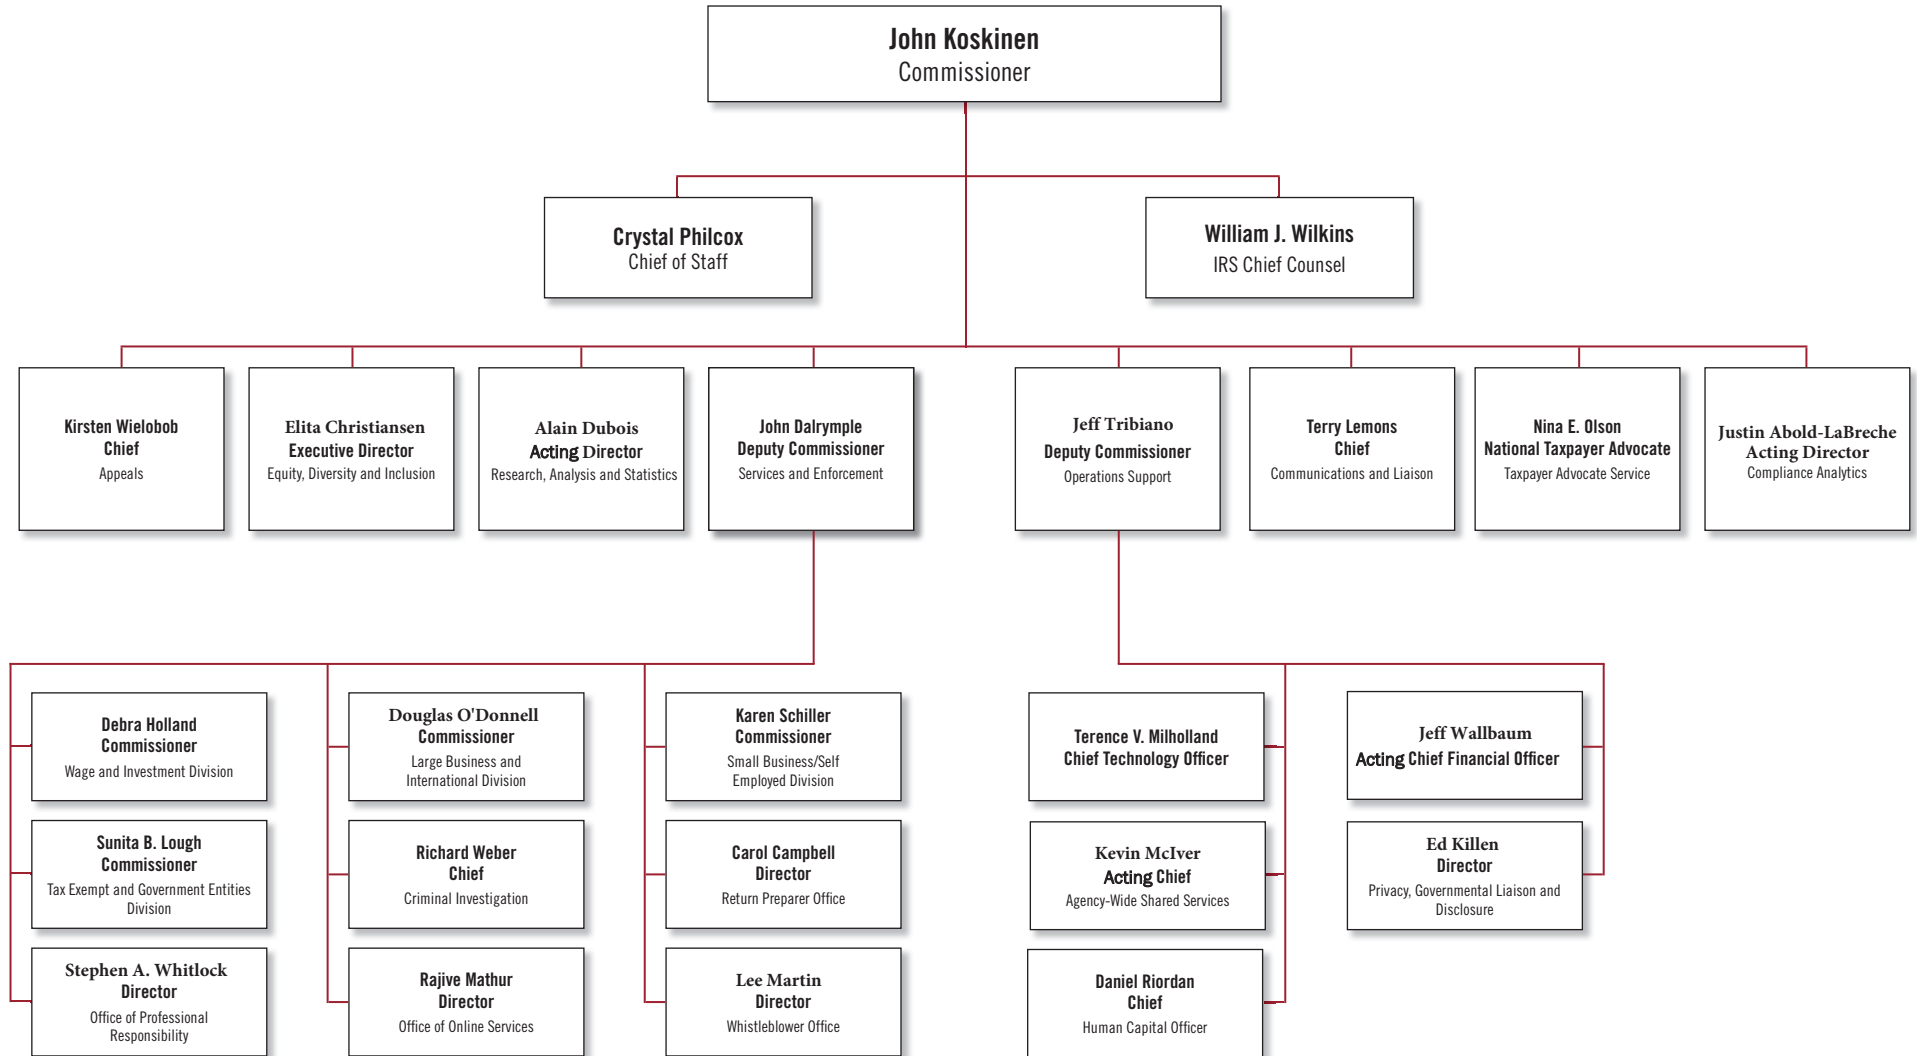 John Koskinen
Commissioner
Crystal Philcox
Chief of Staff
William J. Wilkins
IRS Chief Counsel
Kirsten Wielobob
Chief
Appeals
Elita Christiansen
Executive Director
Equity, Diversity and Inclusion
Alain Dubois
Acting Director
Research, Analysis and Statistics
John Dalrymple
Deputy Commissioner
Services and Enforcement
Jeff Tribiano
Deputy Commissioner
Operations Support
Terry Lemons
Chief
Communications and Liaison
Nina E. Olson
National Taxpayer Advocate
Taxpayer Advocate Service
Justin Abold-LaBreche
Acting Director
Compliance Analytics
Debra Holland
Commissioner
Wage and Investment Division
Douglas O'Donnell
Commissioner
Large Business and
International Division
Karen Schiller
Commissioner
Small Business/Self
Employed Division
Terence V. Milholland
Chief Technology Officer
Jeff Wallbaum
Acting Chief Financial Officer
Sunita B. Lough
Commissioner
Tax Exempt and Government Entities
Division
Richard Weber
Chief
Criminal Investigation
Carol Campbell
Director
Return Preparer Office
Kevin McIver
Acting Chief
Agency-Wide Shared Services
Ed Killen
Director
Privacy, Governmental Liaison and
Disclosure
Stephen A. Whitlock
Director
Office of Professional
Responsibility
Rajive Mathur
Director
Office of Online Services
Lee Martin
Director
Whistleblower Office
Daniel Riordan
Chief
Human Capital Officer